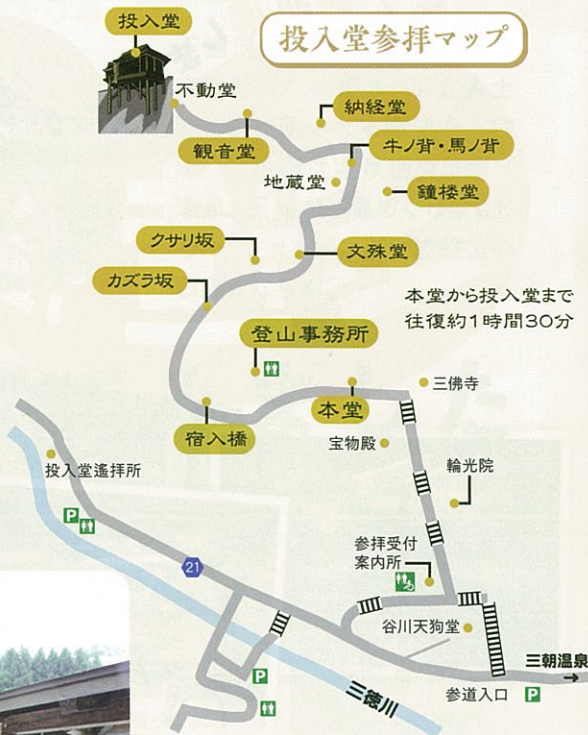 投入堂参拝マップ
投入堂
不動堂
観音堂
納経堂
牛ノ背・馬ノ背
地蔵堂
鐘楼堂
クサリ坂
文殊堂
カズラ坂
本堂から投入堂まで
往復約1時間30分
登山事務所
三佛寺
本堂
宿入橋
宝物殿
輪光院
投入堂遙拝所
P
参拝受付
案内所
21
谷川天狗堂
三朝温泉
→
P
三徳川
参道入口
P